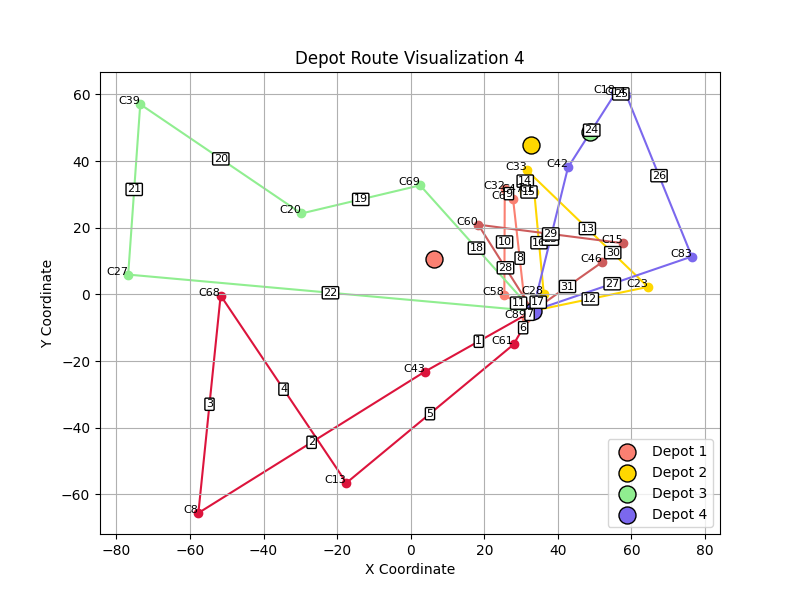 Depot Route Visualization 4
Y Coordinate
60
40
20
0
−20
−40
−60
−80
−60
−40
−20
0
20
40
60
80
X Coordinate
C39
C20
C69
C27
C68
C43
C8
C13
C61
C89
C58
C28
C60
C32
C33
C42
C15
C46
C23
C83
1
2
3
4
5
6
7
8
10
11
12
13
14
15
17
18
19
20
21
22
24
25
26
27
28
29
30
31
Depot 1
Depot 2
Depot 3
Depot 4